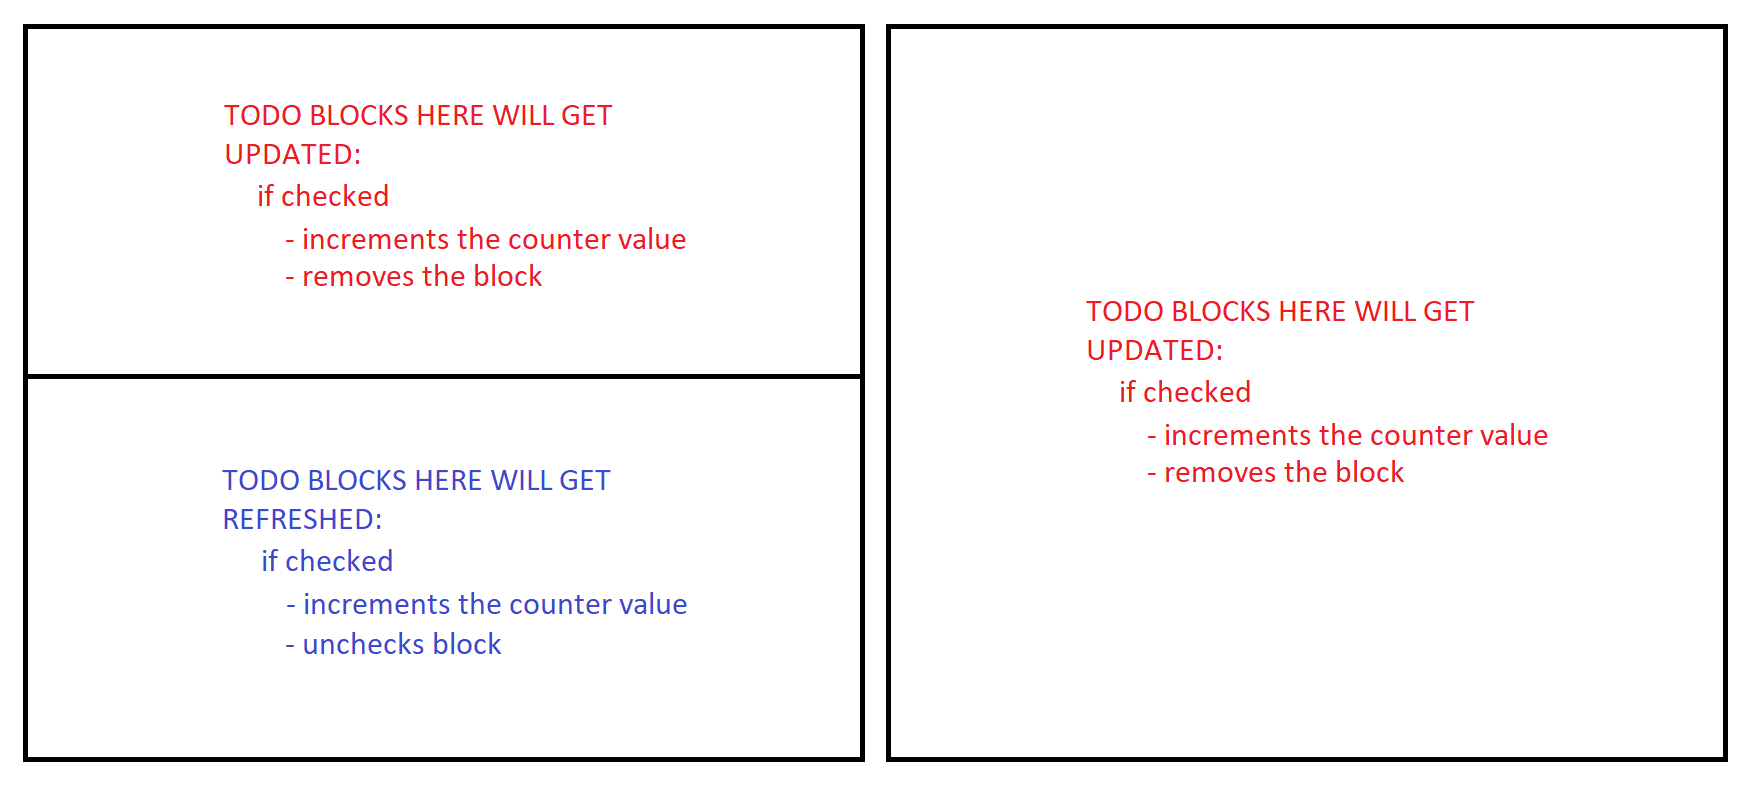 TODO BLOCKS HERE WILL GET
UPDATED:
if checked
- increments the counter value
- removes the block
TODO BLOCKS HERE WILL GET
REFRESHED:
if checked
- increments the counter value
- unchecks block
TODO BLOCKS HERE WILL GET
UPDATED:
if checked
- increments the counter value
- removes the block